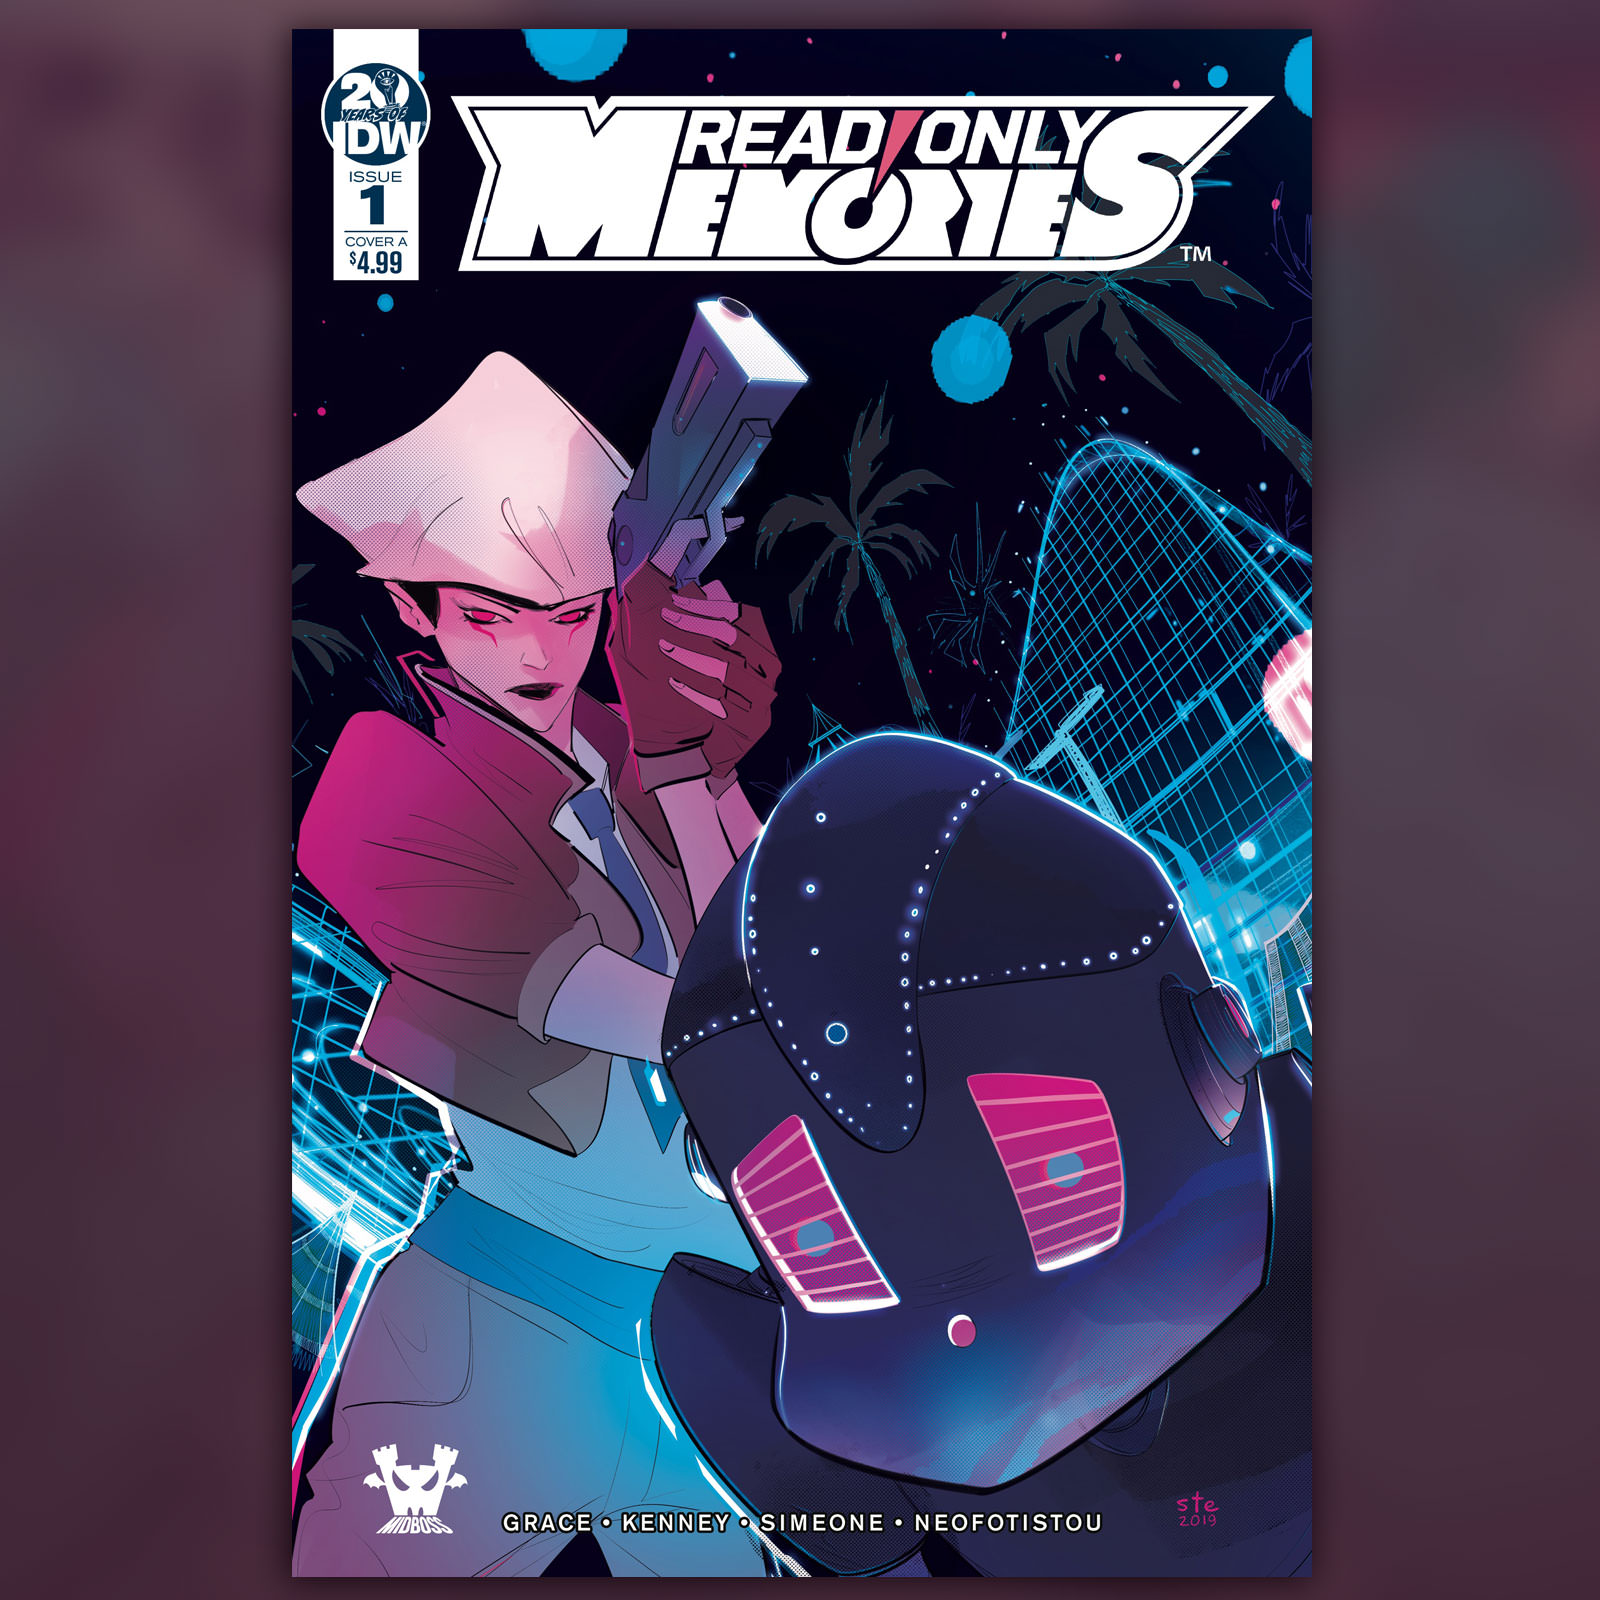 20
YEARS OF
IDW
ISSUE
1
COVER A
$4.99
READ ONLY
MEMORIES
TM
MIDBOSS
GRACE • KENNEY • SIMEONE • NEOFOTISTOU
ste
2019